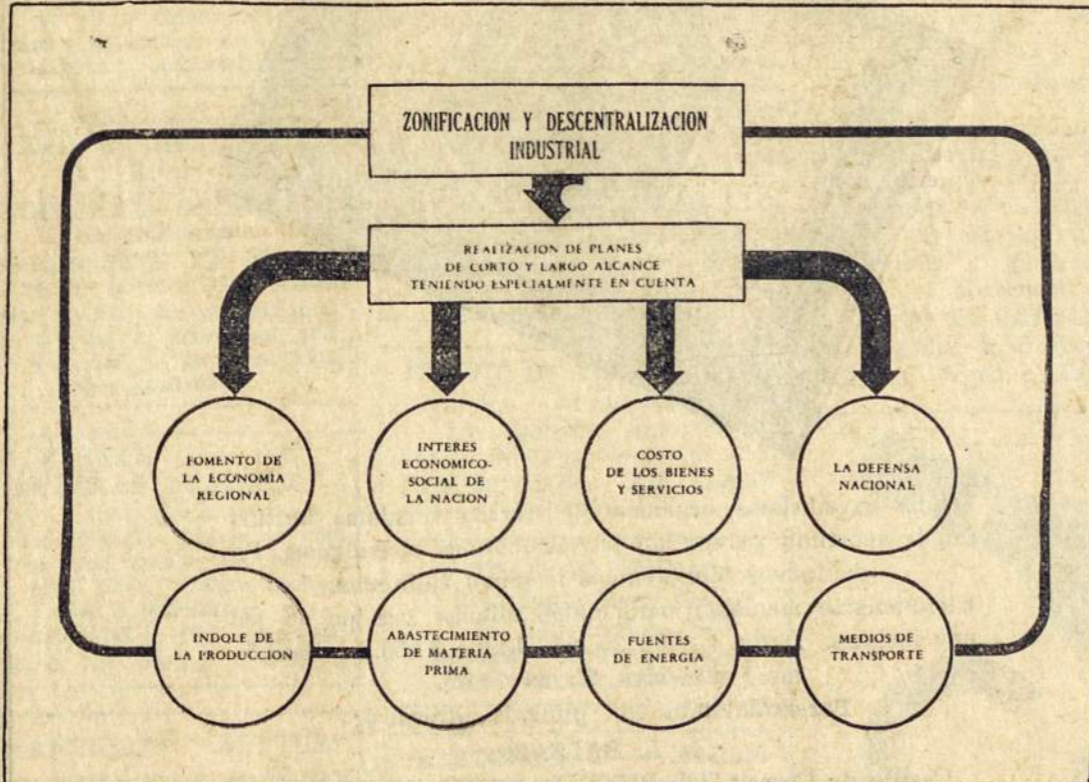 ZONIFICACION Y DESCENTRALIZACION
INDUSTRIAL
REALIZACION DE PLANES
DE CORTO Y LARGO ALCANCE
TENIENDO ESPECIALMENTE EN CUENTA
FOMENTO DE
LA ECONOMIA
REGIONAL
INTERES
ECONOMICO-
SOCIAL DE
LA NACION
COSTO
DE LOS BIENES
Y SERVICIOS
LA DEFENSA
NACIONAL
INDOLE DE
LA PRODUCCION
ABASTECIMIENTO
DE MATERIA
PRIMA
FUENTES
DE ENERGIA
MEDIOS DE
TRANSPORTE